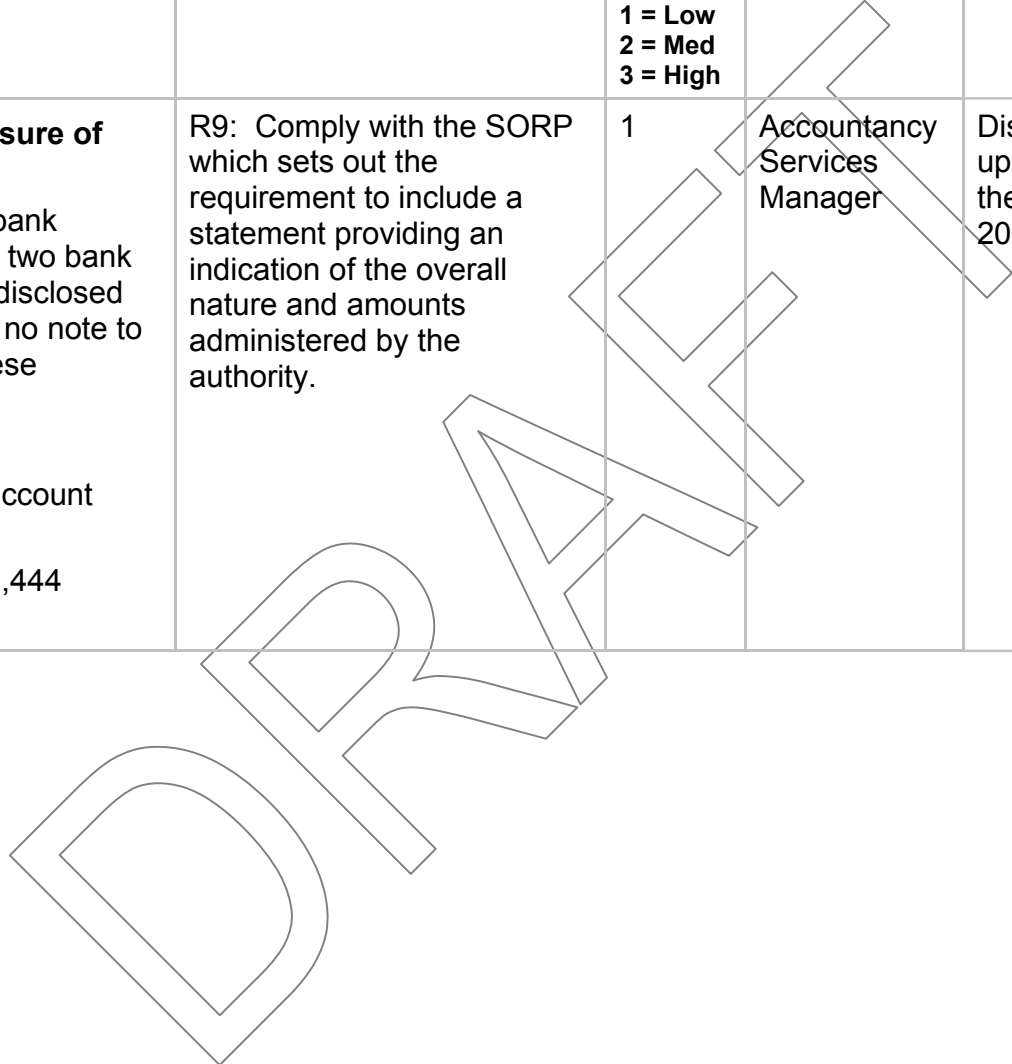 1 = Low
2 = Med
3 = High
sure of
bank
two bank
disclosed
no note to
ese
ccount
,444
R9: Comply with the SORP
which sets out the
requirement to include a
statement providing an
indication of the overall
nature and amounts
administered by the
authority.
1
Accountancy
Services
Manager
Dis
up
the
20
DRAFT